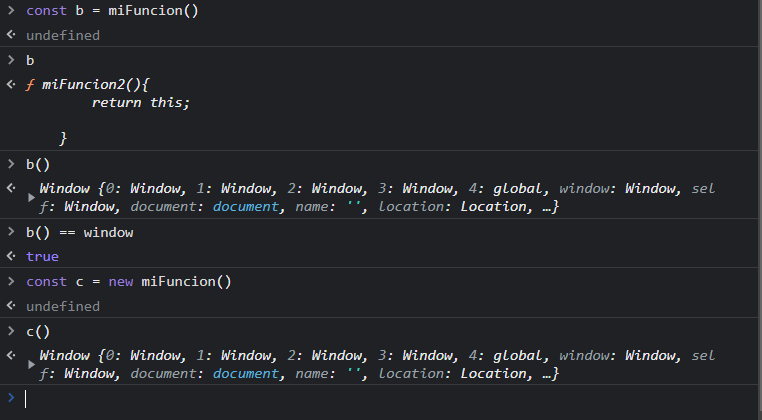 > const b = miFuncion()
<· undefined
> b
<· ƒ miFuncion2(){
        return this;
    }
> b()
<· Window {0: Window, 1: Window, 2: Window, 3: Window, 4: global, window: Window, sel
▶ f: Window, document: document, name: '', location: Location, …}
> b() == window
<· true
> const c = new miFuncion()
<· undefined
> c()
<· Window {0: Window, 1: Window, 2: Window, 3: Window, 4: global, window: Window, sel
▶ f: Window, document: document, name: '', location: Location, …}
>